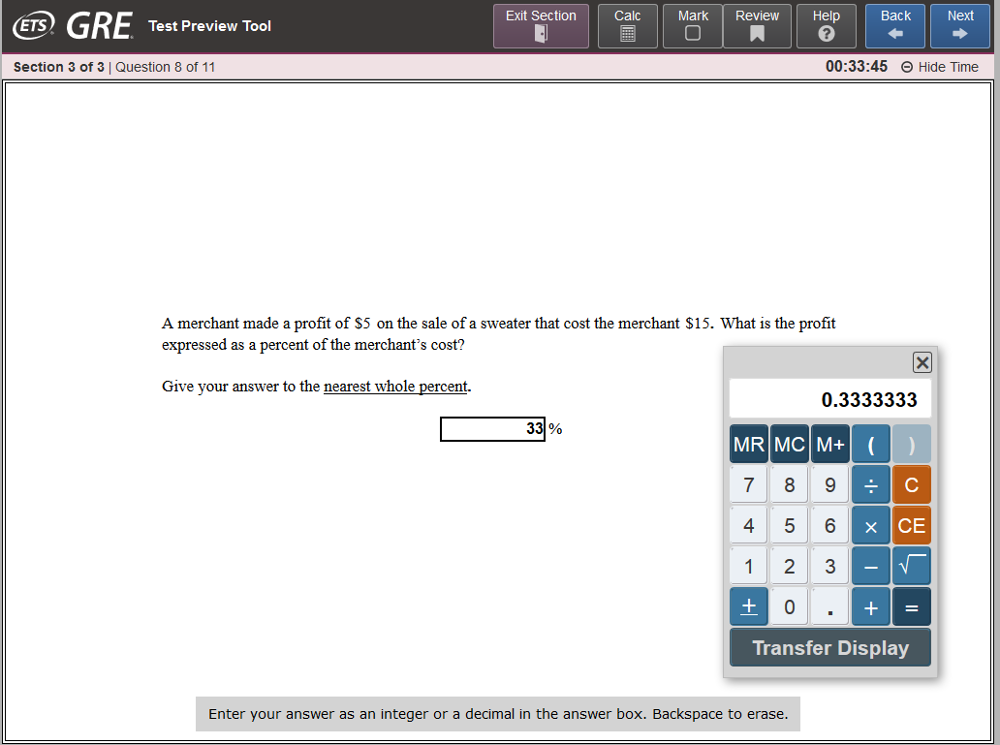 ETS GRE Test Preview Tool Exit Section Calc Mark Review Help Back Next
Section 3 of 3 | Question 8 of 11 00:33:45 Hide Time
A merchant made a profit of $5 on the sale of a sweater that cost the merchant $15. What is the profit
expressed as a percent of the merchant’s cost?
Give your answer to the nearest whole percent.
33 %
0.3333333
MR MC M+ ( )
7 8 9 ÷ C
4 5 6 × CE
1 2 3 − √
± 0 . + =
Transfer Display
Enter your answer as an integer or a decimal in the answer box. Backspace to erase.